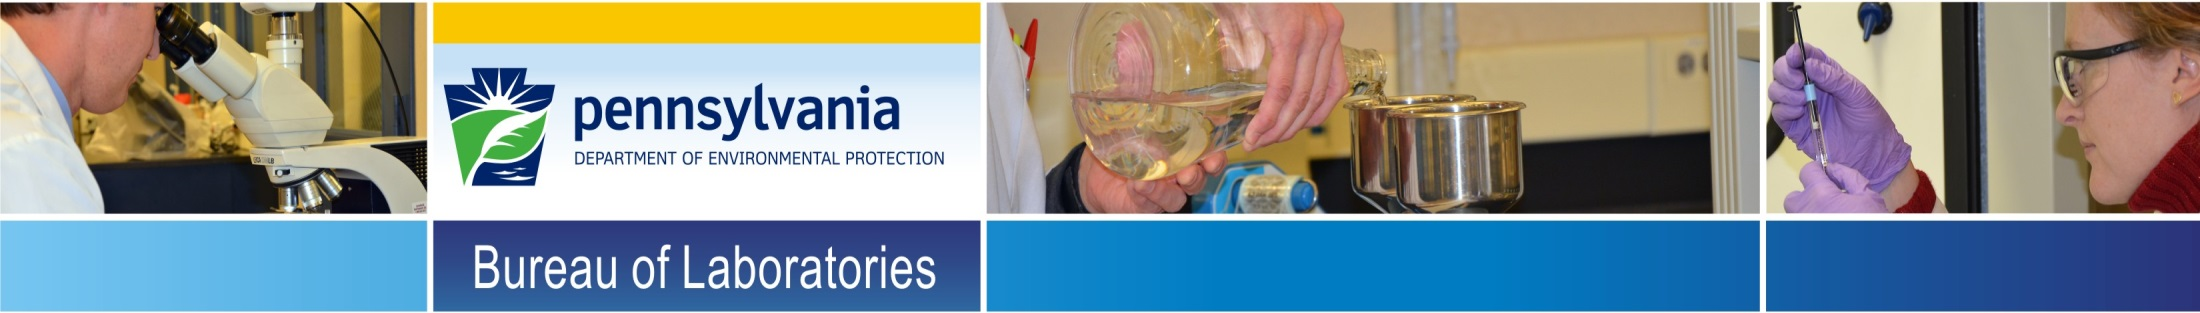 pennsylvania
DEPARTMENT OF ENVIRONMENTAL PROTECTION
Bureau of Laboratories